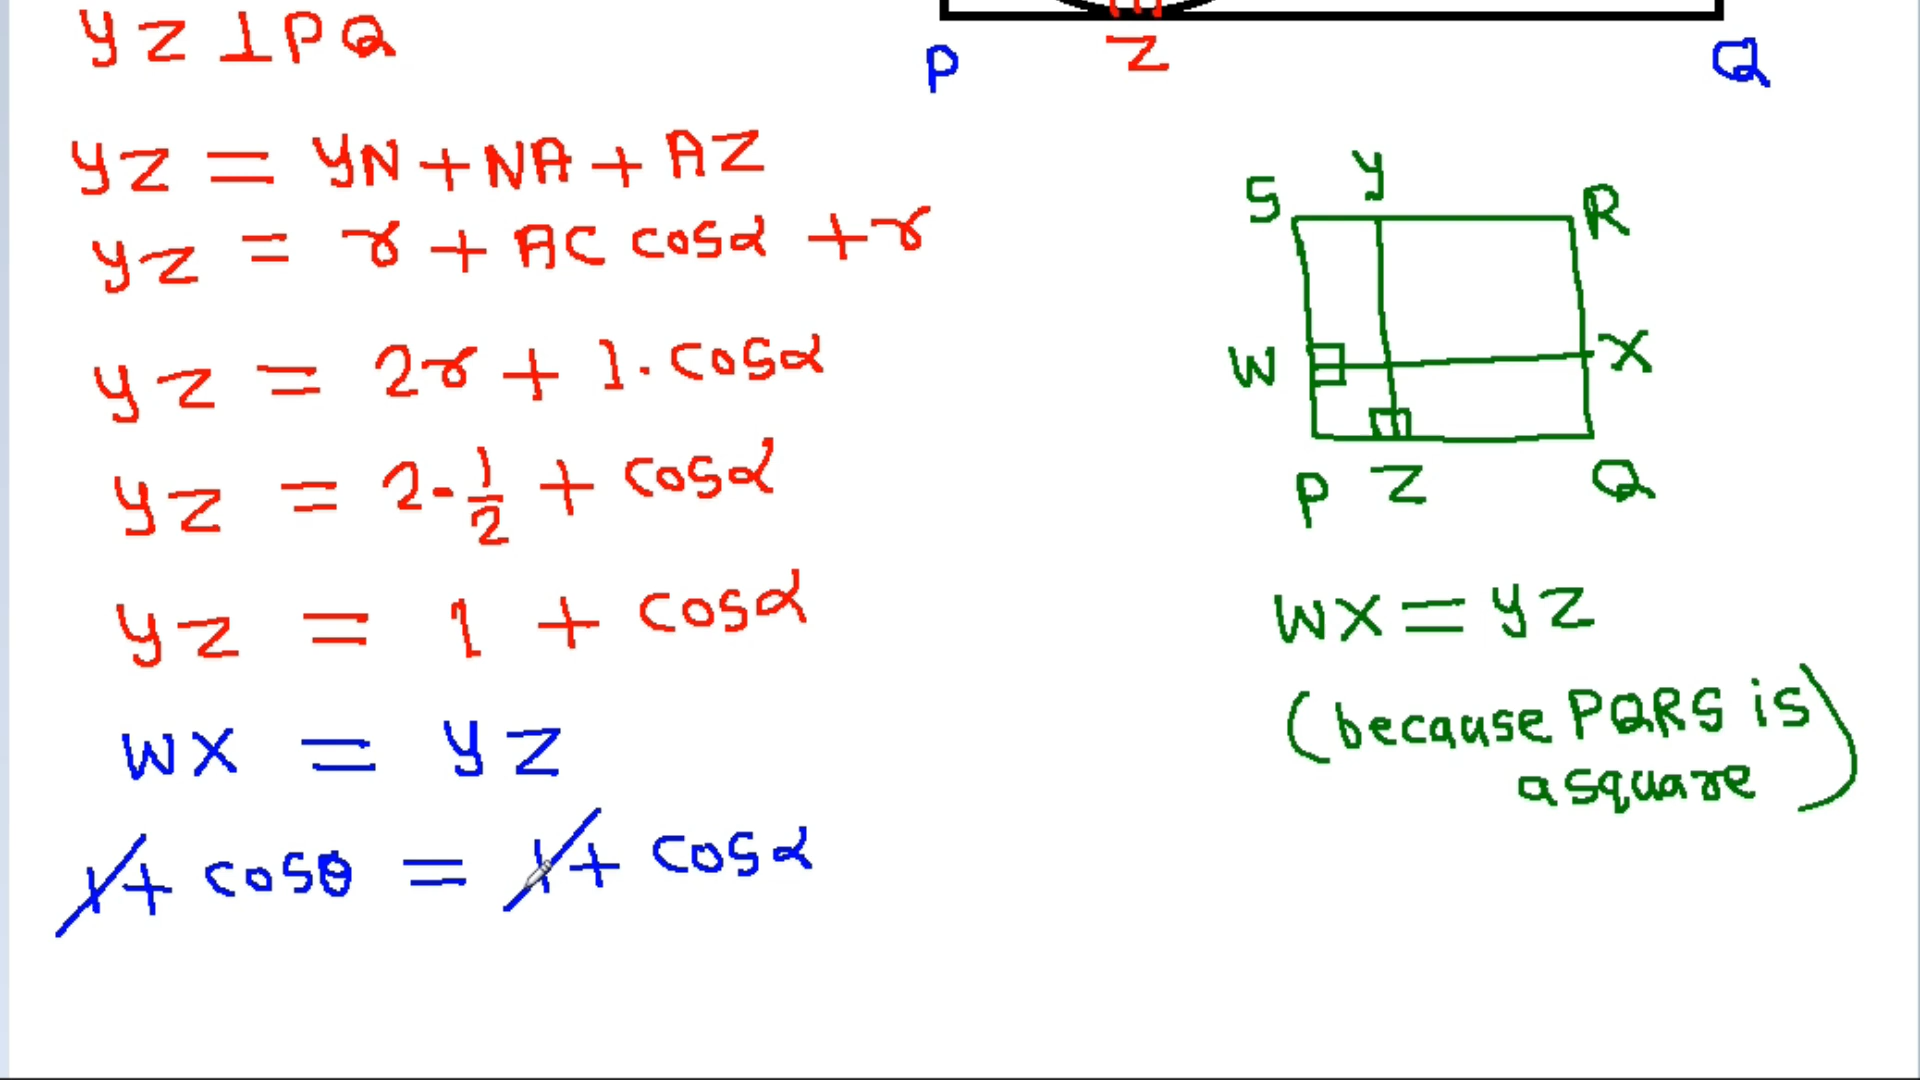 YZ ⊥ PQ
YZ = YN + NA + AZ
YZ = r + AC cosα + r
YZ = 2r + 1 · cosα
YZ = 2 · 1/2 + cosα
YZ = 1 + cosα
WX = YZ
1 + cosθ = 1 + cosα
P Z Q
S Y R
W X
P Z Q
WX = YZ
(because PQRS is
a square)